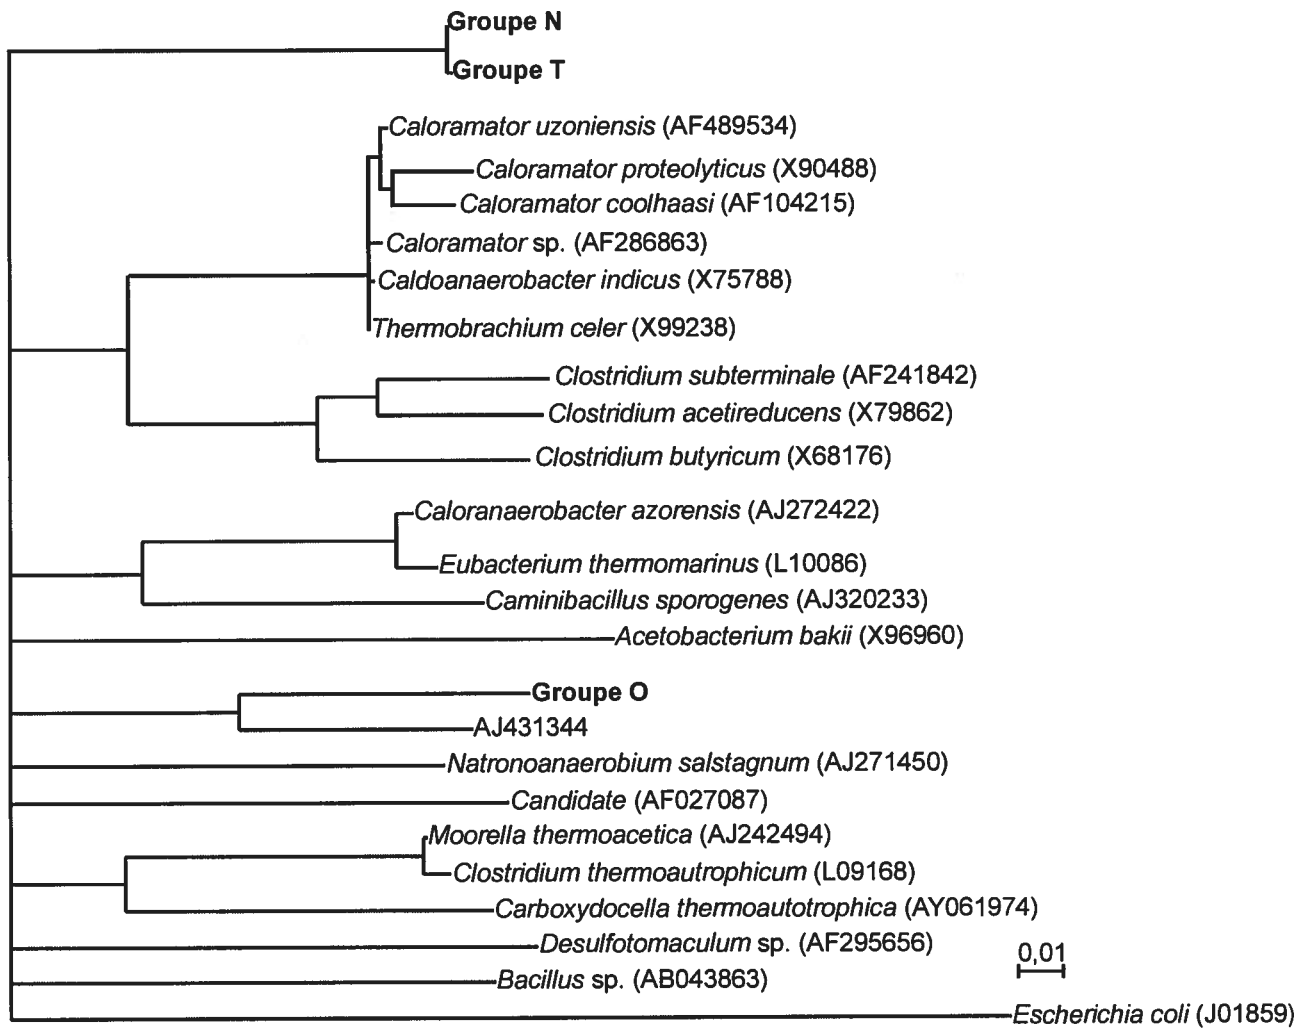 Groupe N
Groupe T
Caloramator uzoniensis (AF489534)
Caloramator proteolyticus (X90488)
Caloramator coolhaasi (AF104215)
Caloramator sp. (AF286863)
Caldoanaerobacter indicus (X75788)
Thermobrachium celer (X99238)
Clostridium subterminale (AF241842)
Clostridium acetireducens (X79862)
Clostridium butyricum (X68176)
Caloranaerobacter azorensis (AJ272422)
Eubacterium thermomarinus (L10086)
Caminibacillus sporogenes (AJ320233)
Acetobacterium bakii (X96960)
Groupe O
AJ431344
Natronoanaerobium salstagnum (AJ271450)
Candidate (AF027087)
Moorella thermoacetica (AJ242494)
Clostridium thermoautrophicum (L09168)
Carboxydocella thermoautotrophica (AY061974)
Desulfotomaculum sp. (AF295656)
0,01
Bacillus sp. (AB043863)
Escherichia coli (J01859)